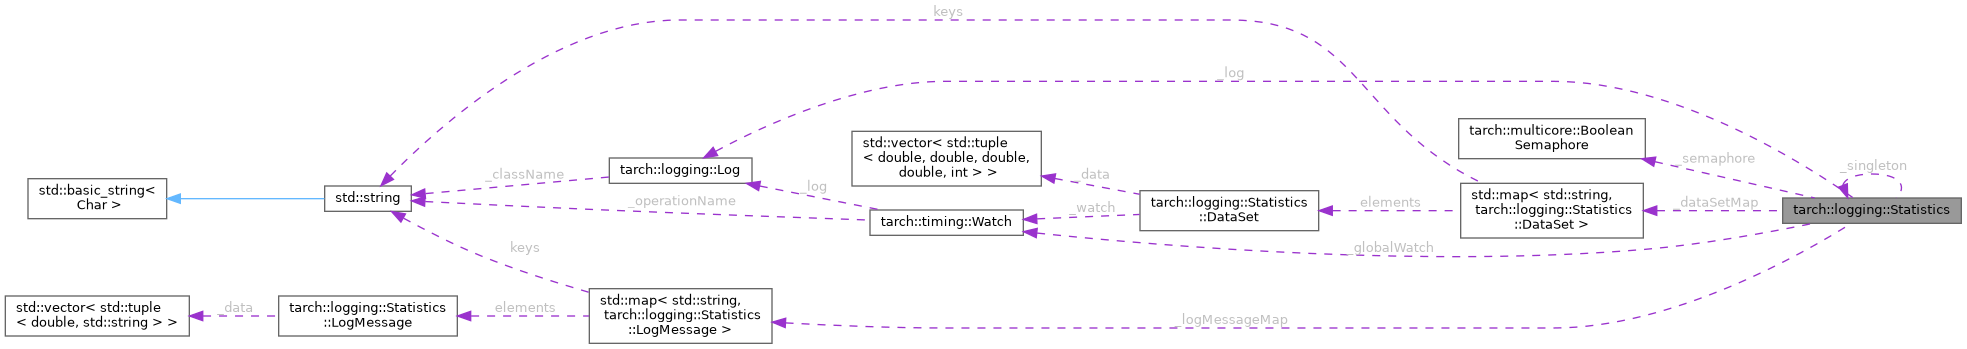 keys
_log
tarch::multicore::Boolean
Semaphore
std::vector< std::tuple
< double, double, double,
double, int > >
_semaphore
_singleton
tarch::logging::Log
_className
_data
std::basic_string<
Char >
std::string
_log
_operationName
tarch::logging::Statistics
::DataSet
elements
std::map< std::string,
tarch::logging::Statistics
::DataSet >
_dataSetMap
tarch::logging::Statistics
_watch
tarch::timing::Watch
keys
_globalWatch
std::vector< std::tuple
< double, std::string > >
_data
tarch::logging::Statistics
::LogMessage
elements
std::map< std::string,
tarch::logging::Statistics
::LogMessage >
_logMessageMap